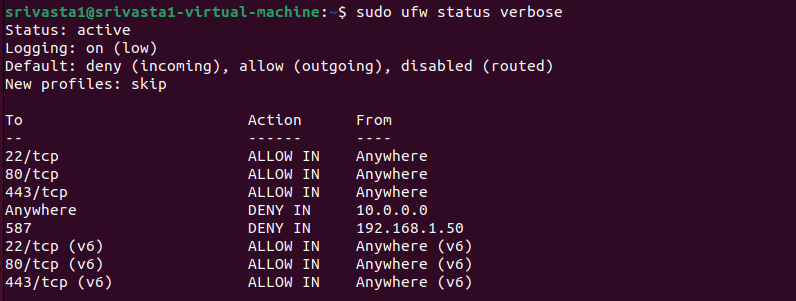 srivasta1@srivasta1-virtual-machine:~$ sudo ufw status verbose
Status: active
Logging: on (low)
Default: deny (incoming), allow (outgoing), disabled (routed)
New profiles: skip
To                         Action      From
--                         ------      ----
22/tcp                     ALLOW IN    Anywhere
80/tcp                     ALLOW IN    Anywhere
443/tcp                    ALLOW IN    Anywhere
Anywhere                   DENY IN     10.0.0.0
587                        DENY IN     192.168.1.50
22/tcp (v6)                ALLOW IN    Anywhere (v6)
80/tcp (v6)                ALLOW IN    Anywhere (v6)
443/tcp (v6)               ALLOW IN    Anywhere (v6)